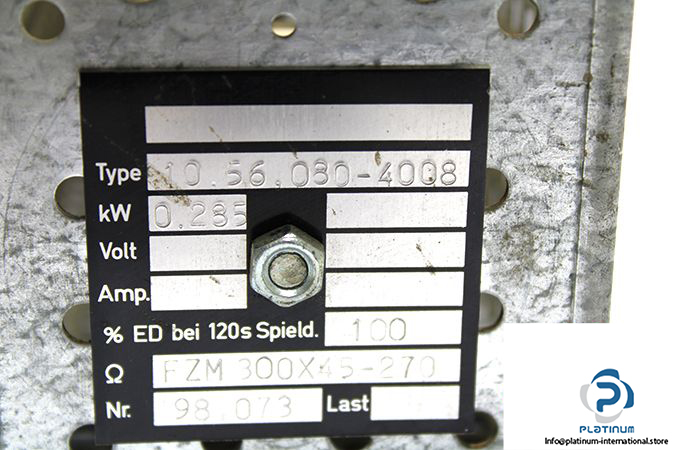 Type 10.56.080-4008
kW 0.285
Volt
Amp.
% ED bei 120s Spield. 100
Ω FZM 300X45-270
Nr. 98.073 Last
PLATINUM
info@platinum-international.store